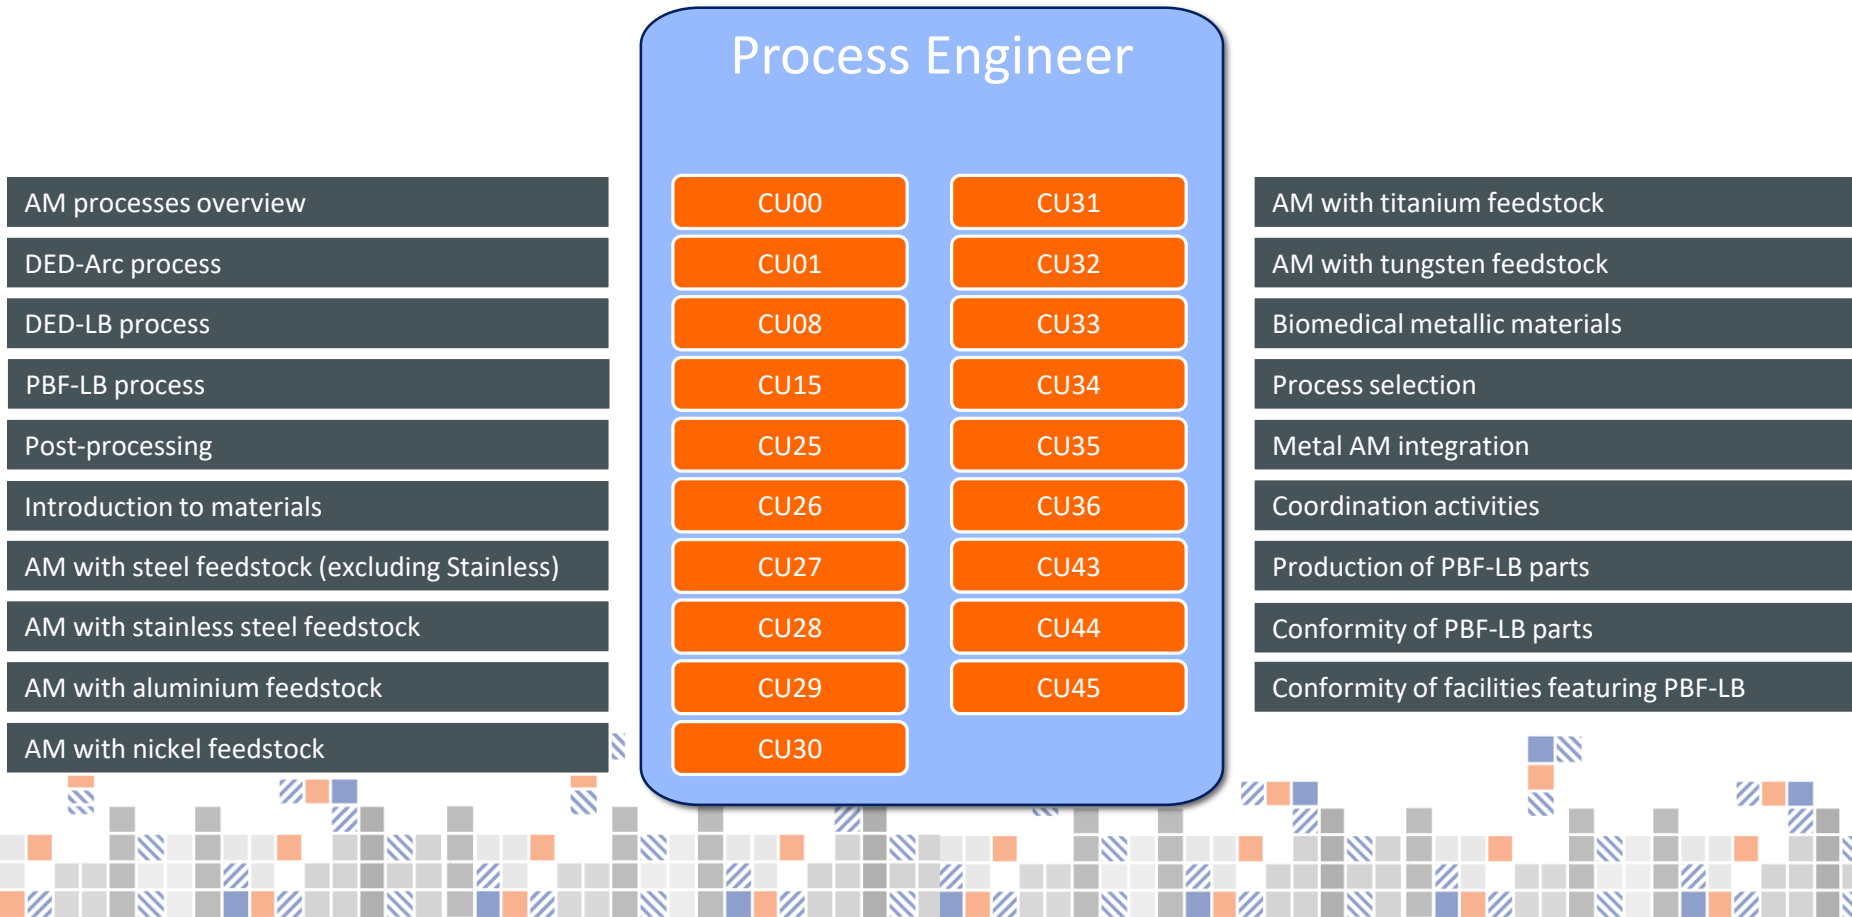 Process Engineer
AM processes overview
CU00
CU31
AM with titanium feedstock
DED-Arc process
CU01
CU32
AM with tungsten feedstock
DED-LB process
CU08
CU33
Biomedical metallic materials
PBF-LB process
CU15
CU34
Process selection
Post-processing
CU25
CU35
Metal AM integration
Introduction to materials
CU26
CU36
Coordination activities
AM with steel feedstock (excluding Stainless)
CU27
CU43
Production of PBF-LB parts
AM with stainless steel feedstock
CU28
CU44
Conformity of PBF-LB parts
AM with aluminium feedstock
CU29
CU45
Conformity of facilities featuring PBF-LB
AM with nickel feedstock
CU30